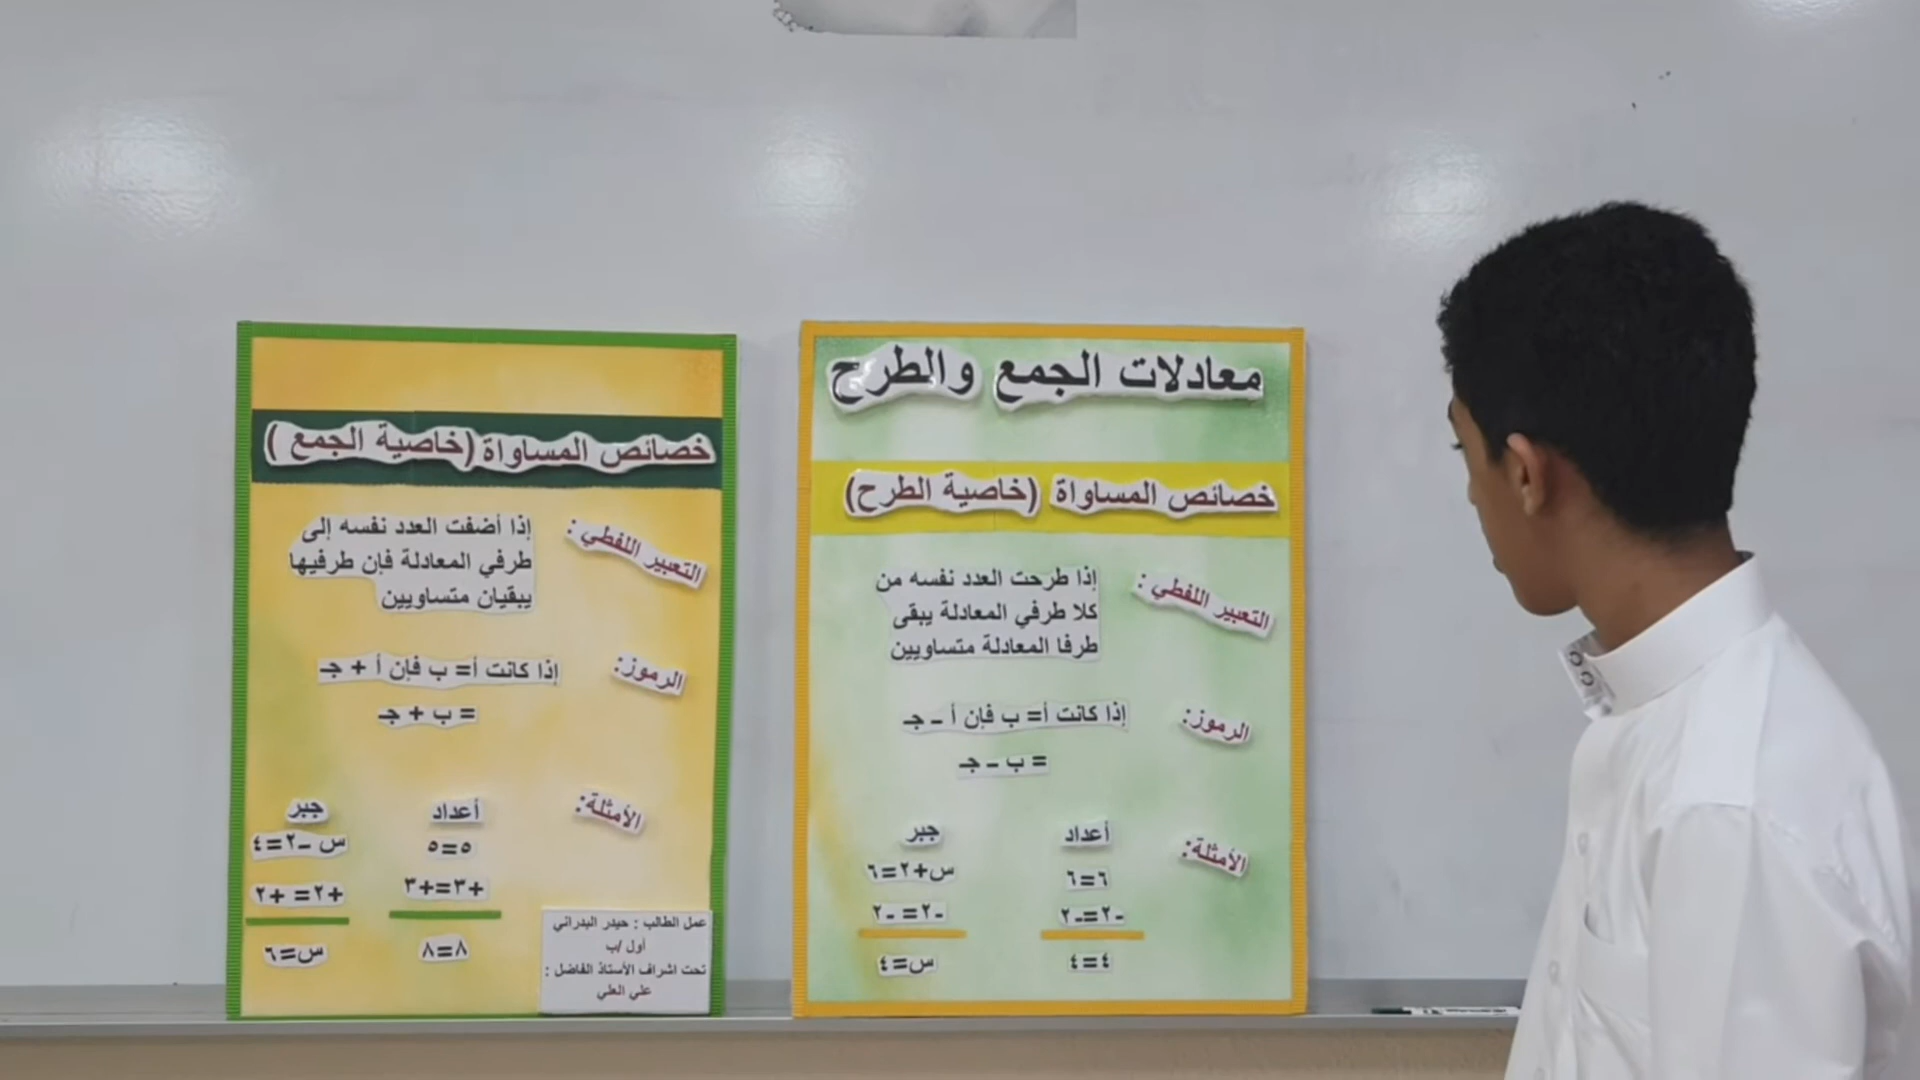 معادلات الجمع والطرح
خصائص المساواة (خاصية الطرح)
التعبير اللفطي :
إذا طرحت العدد نفسه من
كلا طرفي المعادلة يبقى
طرفا المعادلة متساويين
الرموز:
إذا كانت أ= ب فإن أ - جـ
= ب - جـ
الأمثلة:
أعداد
٦=٦
-٢=-٢
٤=٤
جبر
س+٢=٦
-٢=-٢
س=٤
خصائص المساواة (خاصية الجمع )
التعبير اللفطي :
إذا أضفت العدد نفسه إلى
طرفي المعادلة فإن طرفيها
يبقيان متساويين
الرموز:
إذا كانت أ= ب فإن أ + جـ
= ب + جـ
الأمثلة:
أعداد
٥=٥
+٣=+٣
٨=٨
جبر
س -٢=٤
+٢= +٢
س=٦
عمل الطالب : حيدر البدراني
أول /ب
تحت اشراف الأستاذ الفاضل :
علي العلي